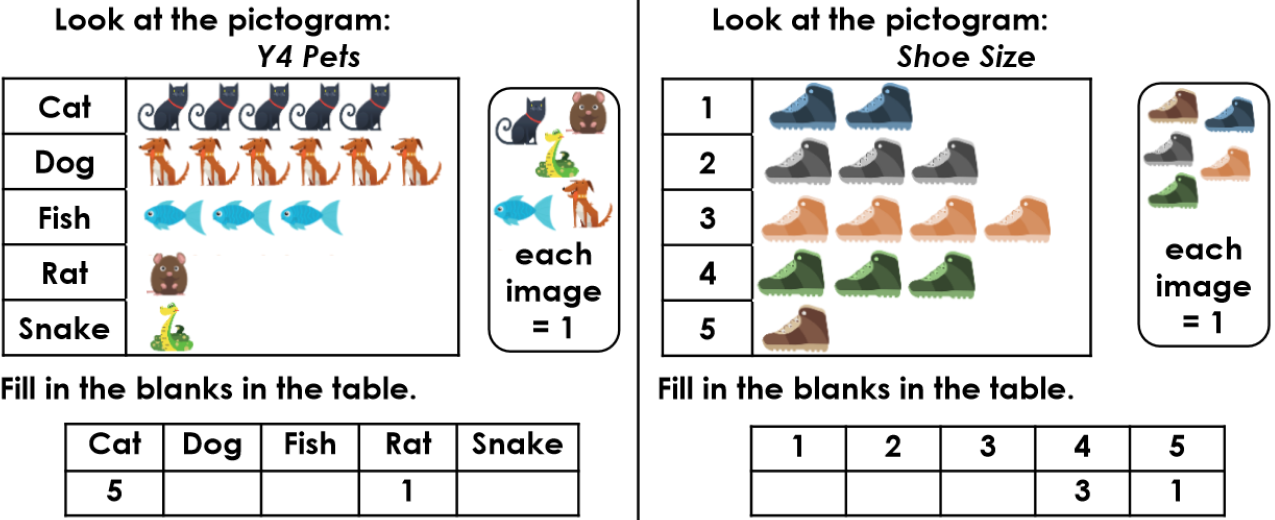 Look at the pictogram:
Y4 Pets
Cat
Dog
Fish
Rat
Snake
each
image
= 1
Fill in the blanks in the table.
Cat Dog Fish Rat Snake
5 1
Look at the pictogram:
Shoe Size
1
2
3
4
5
each
image
= 1
Fill in the blanks in the table.
1 2 3 4 5
3 1